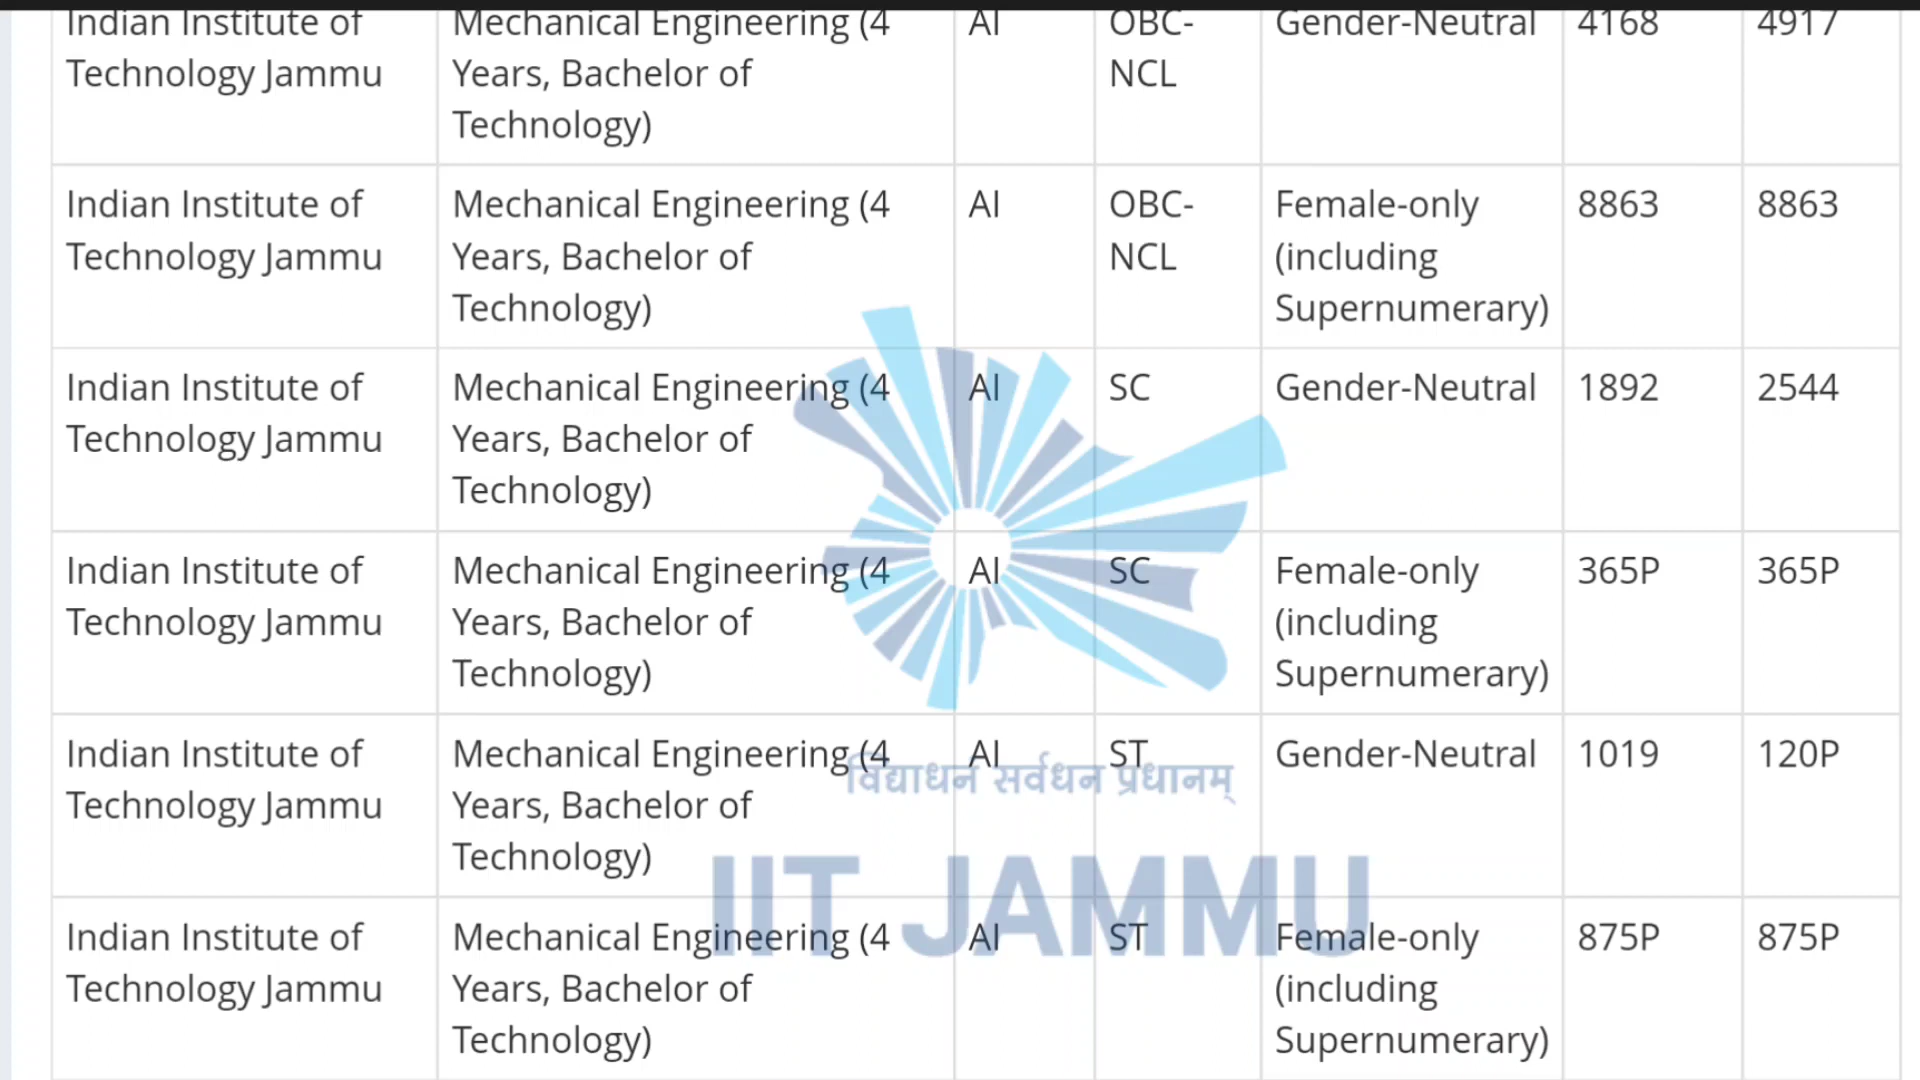 Indian Institute of Technology Jammu	Mechanical Engineering (4 Years, Bachelor of Technology)	AI	OBC-NCL	Gender-Neutral	4168	4917
Indian Institute of Technology Jammu	Mechanical Engineering (4 Years, Bachelor of Technology)	AI	OBC-NCL	Female-only (including Supernumerary)	8863	8863
Indian Institute of Technology Jammu	Mechanical Engineering (4 Years, Bachelor of Technology)	AI	SC	Gender-Neutral	1892	2544
Indian Institute of Technology Jammu	Mechanical Engineering (4 Years, Bachelor of Technology)	AI	SC	Female-only (including Supernumerary)	365P	365P
Indian Institute of Technology Jammu	Mechanical Engineering (4 Years, Bachelor of Technology)	AI	ST	Gender-Neutral	1019	120P
विद्याधनं सर्वधन प्रधानम्
IIT JAMMU
Indian Institute of Technology Jammu	Mechanical Engineering (4 Years, Bachelor of Technology)	AI	ST	Female-only (including Supernumerary)	875P	875P